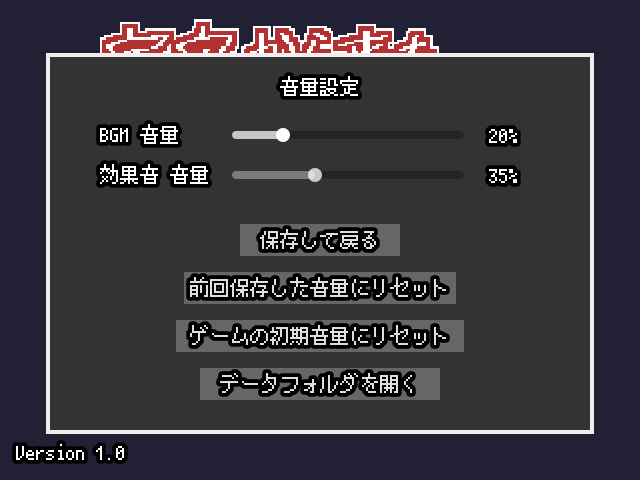 音量設定
BGM 音量 20%
効果音 音量 35%
保存して戻る
前回保存した音量にリセット
ゲームの初期音量にリセット
データフォルダを開く
Version 1.0